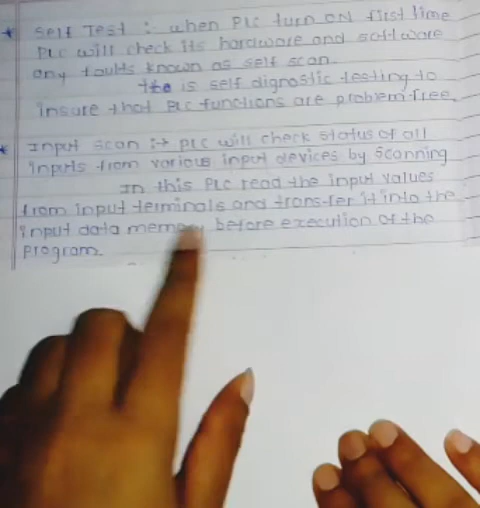 * Self Test : when PLC turn ON first time
PLC will check its hardware and software
any faults known as self scan.
is self dignostic testing to
insure that PLC functions are problem free.
* Input scan :-> PLC will check status of all
inputs from various input devices by scanning
In this PLC read the input values
from input terminals and transfer it into the
input data memory before execution of the
program.